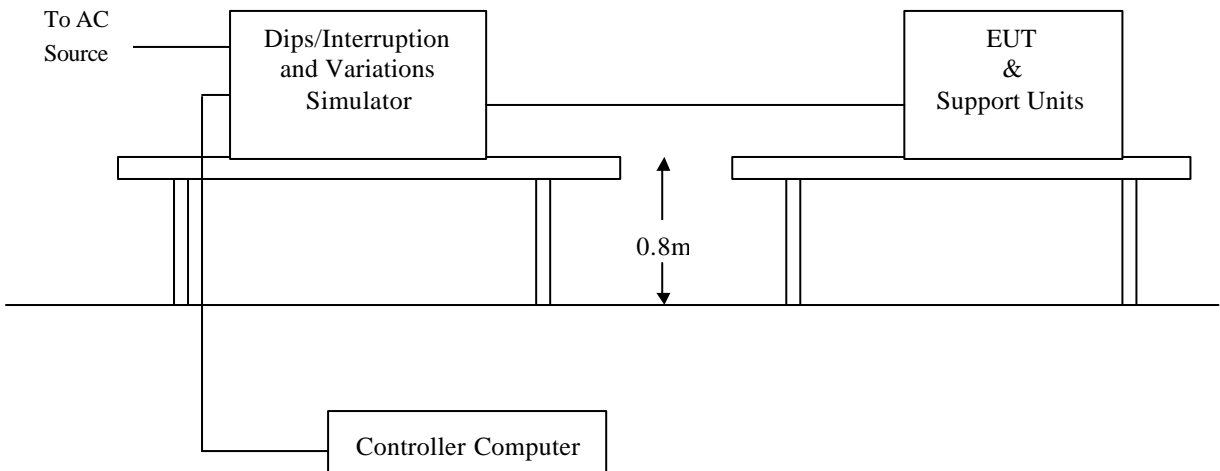 To AC
Source
Dips/Interruption
and Variations
Simulator
EUT
&
Support Units
0.8m
Controller Computer